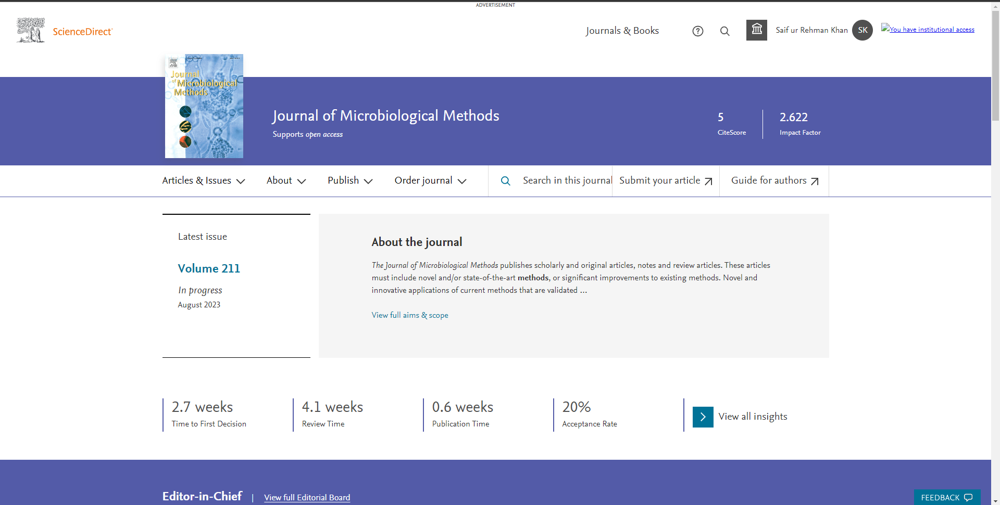 ADVERTISEMENT
ScienceDirect®
Journals & Books
Saif ur Rehman Khan
SK
You have institutional access
Journal
of Microbiological
Methods
Journal of Microbiological Methods
Supports open access
5
CiteScore
2.622
Impact Factor
Articles & Issues
About
Publish
Order journal
Search in this journal
Submit your article
Guide for authors
Latest issue
Volume 211
In progress
August 2023
About the journal
The Journal of Microbiological Methods publishes scholarly and original articles, notes and review articles. These articles
must include novel and/or state-of-the-art methods, or significant improvements to existing methods. Novel and
innovative applications of current methods that are validated ...
View full aims & scope
2.7 weeks
Time to First Decision
4.1 weeks
Review Time
0.6 weeks
Publication Time
20%
Acceptance Rate
View all insights
Editor-in-Chief | View full Editorial Board
FEEDBACK